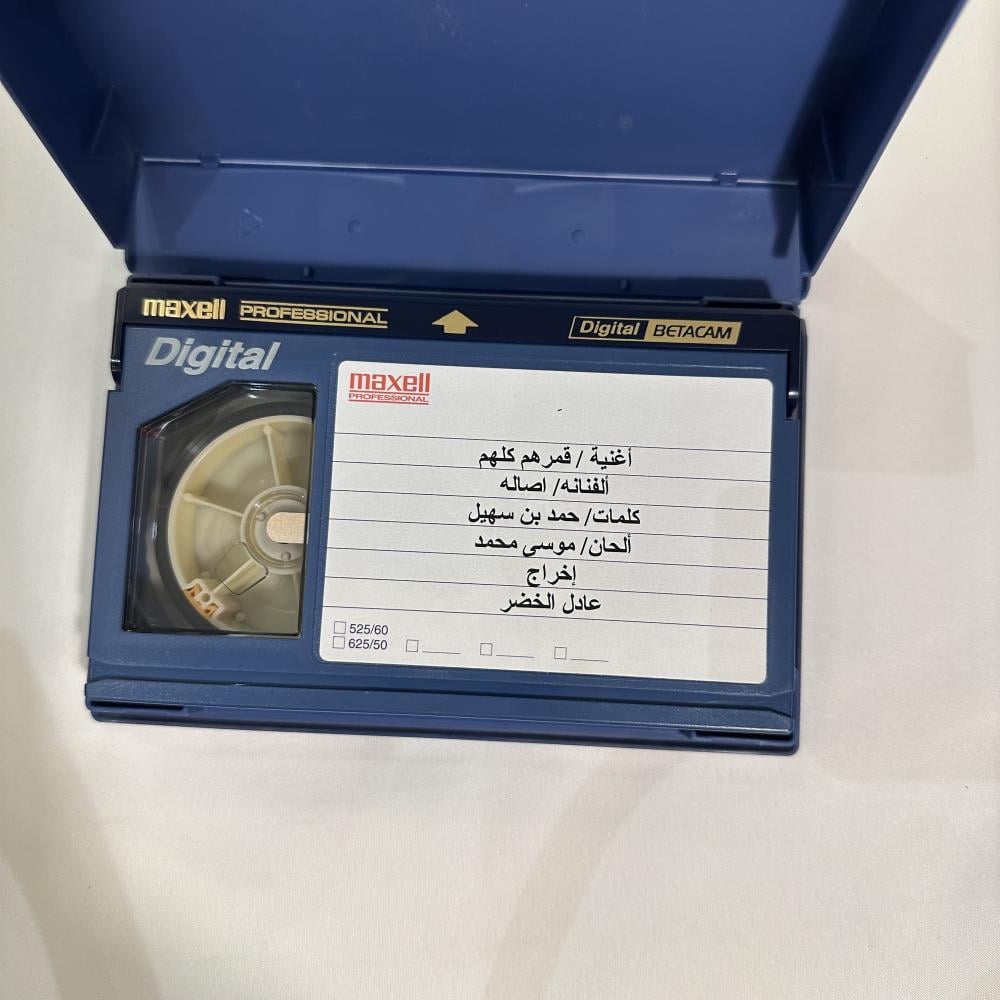 maxell PROFESSIONAL Digital BETACAM
Digital
maxell
PROFESSIONAL
أغنية / قمرهم كلهم
ألفنانه/ اصاله
كلمات/ حمد بن سهيل
ألحان/ موسى محمد
إخراج
عادل الخضر
525/60
625/50